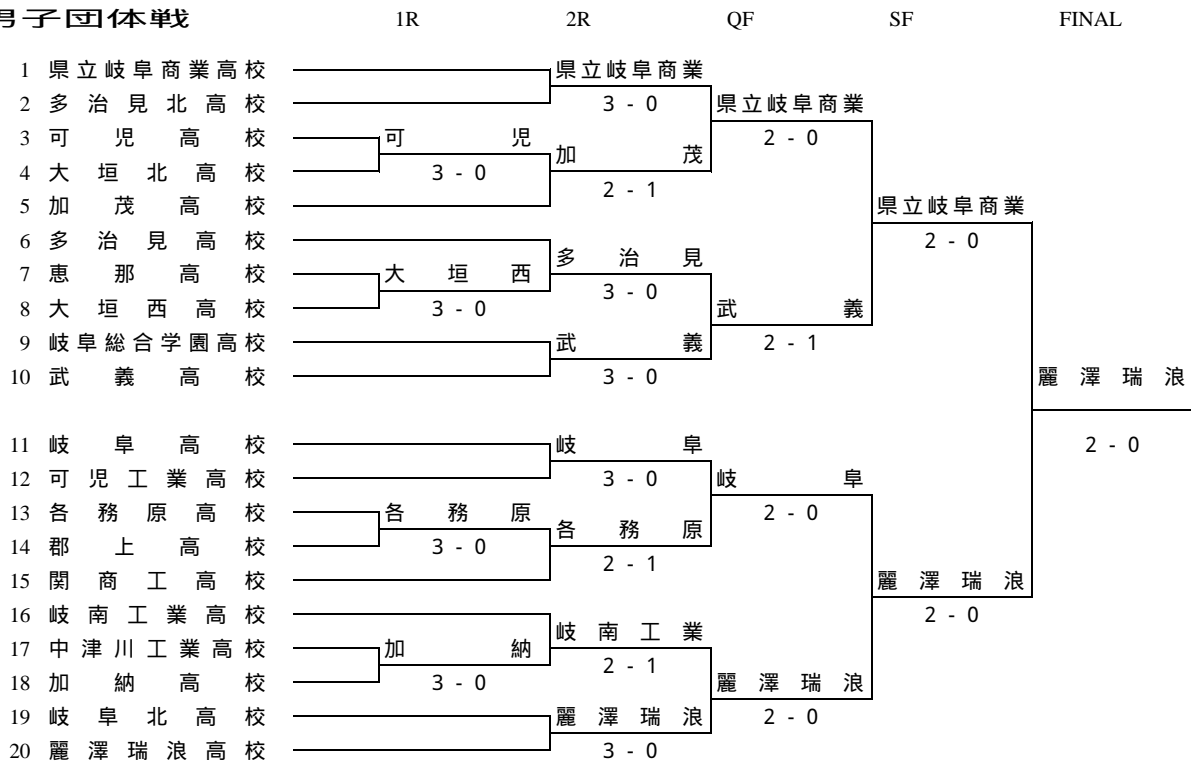 男子団体戦 1R 2R QF SF FINAL
1 県立岐阜商業高校 県立岐阜商業
2 多治見北高校 3 - 0 県立岐阜商業
3 可児高校 可児 2 - 0
4 大垣北高校 3 - 0 加茂
5 加茂高校 2 - 1 県立岐阜商業
6 多治見高校 2 - 0
7 恵那高校 大垣西 多治見
8 大垣西高校 3 - 0 3 - 0 武義
9 岐阜総合学園高校 武義 2 - 1
10 武義高校 3 - 0 麗澤瑞浪
11 岐阜高校 岐阜 2 - 0
12 可児工業高校 3 - 0 岐阜
13 各務原高校 各務原 2 - 0
14 郡上高校 3 - 0 各務原
15 関商工高校 2 - 1 麗澤瑞浪
16 岐南工業高校 2 - 0
17 中津川工業高校 加納 岐南工業
18 加納高校 3 - 0 2 - 1 麗澤瑞浪
19 岐阜北高校 麗澤瑞浪 2 - 0
20 麗澤瑞浪高校 3 - 0